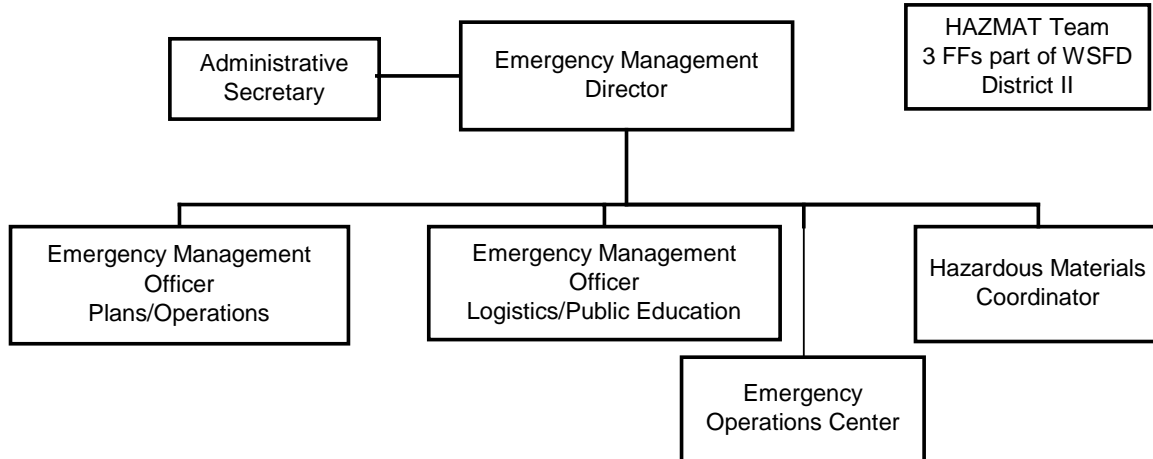 Administrative
Secretary
Emergency Management
Director
HAZMAT Team
3 FFs part of WSFD
District II
Emergency Management
Officer
Plans/Operations
Emergency Management
Officer
Logistics/Public Education
Hazardous Materials
Coordinator
Emergency
Operations Center